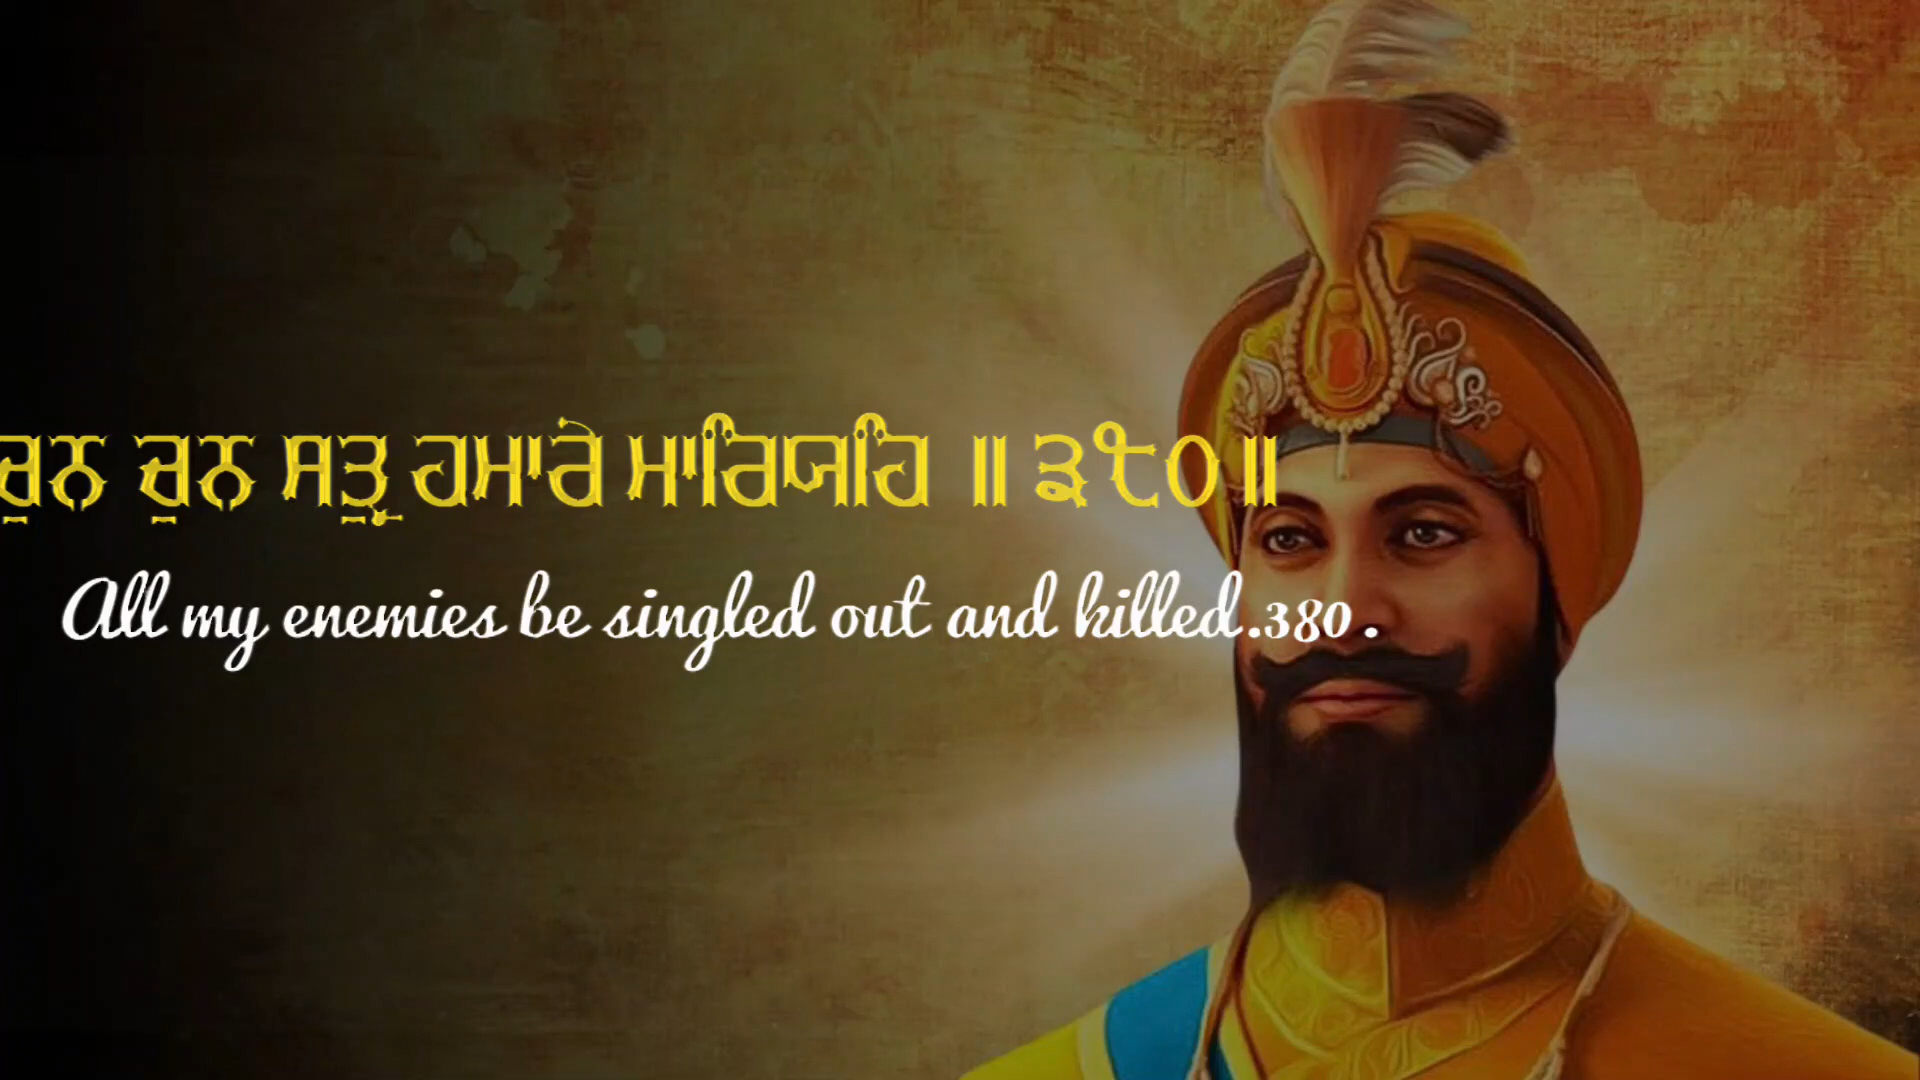 ਚੁਨ ਚੁਨ ਸਤ੍ਰੁ ਹਮਾਰੇ ਮਾਰਿਯਹਿ ॥੩੮੦॥
All my enemies be singled out and killed.380 .